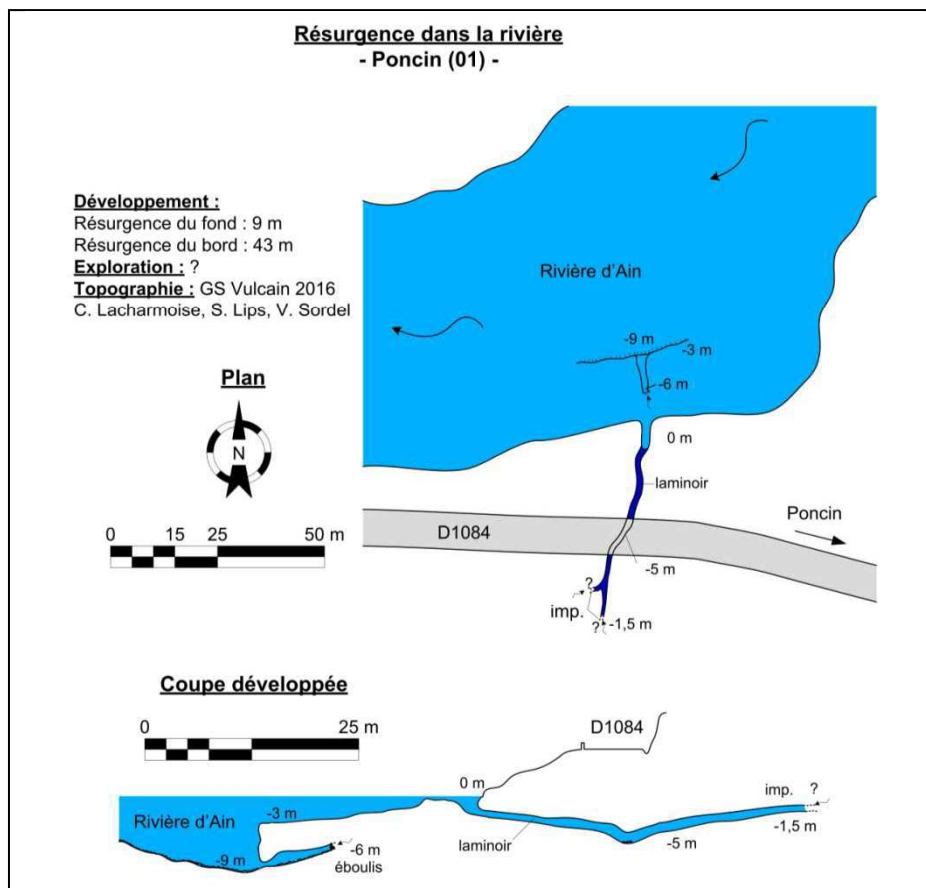 Résurgence dans la rivière
- Poncin (01) -
Développement :
Résurgence du fond : 9 m
Résurgence du bord : 43 m
Exploration : ?
Topographie : GS Vulcain 2016
C. Lacharmoise, S. Lips, V. Sordel
Rivière d'Ain
-9 m
-3 m
-6 m
0 m
laminoir
Plan
N
0 15 25 50 m
D1084
Poncin
-5 m
?
imp.
? -1,5 m
Coupe développée
0 25 m
D1084
0 m
imp. ?
-3 m
Rivière d'Ain
-1,5 m
-6 m
-5 m
laminoir
éboulis
-9 m